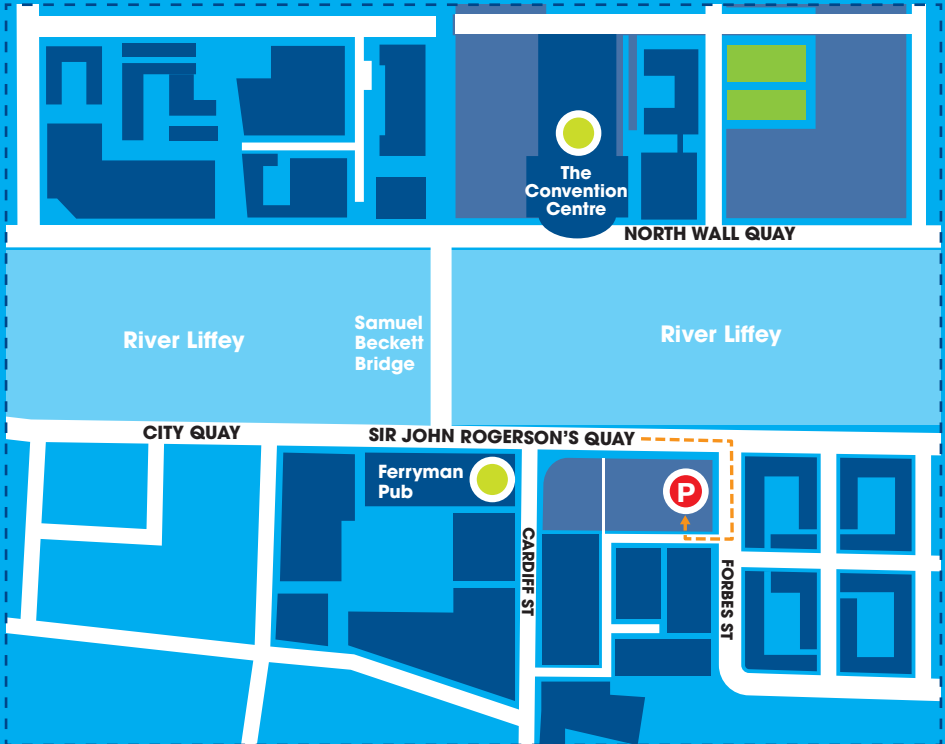 The
Convention
Centre
NORTH WALL QUAY
River Liffey
Samuel
Beckett
Bridge
River Liffey
CITY QUAY
SIR JOHN ROGERSON'S QUAY
Ferryman
Pub
P
CARDIFF ST
FORBES ST